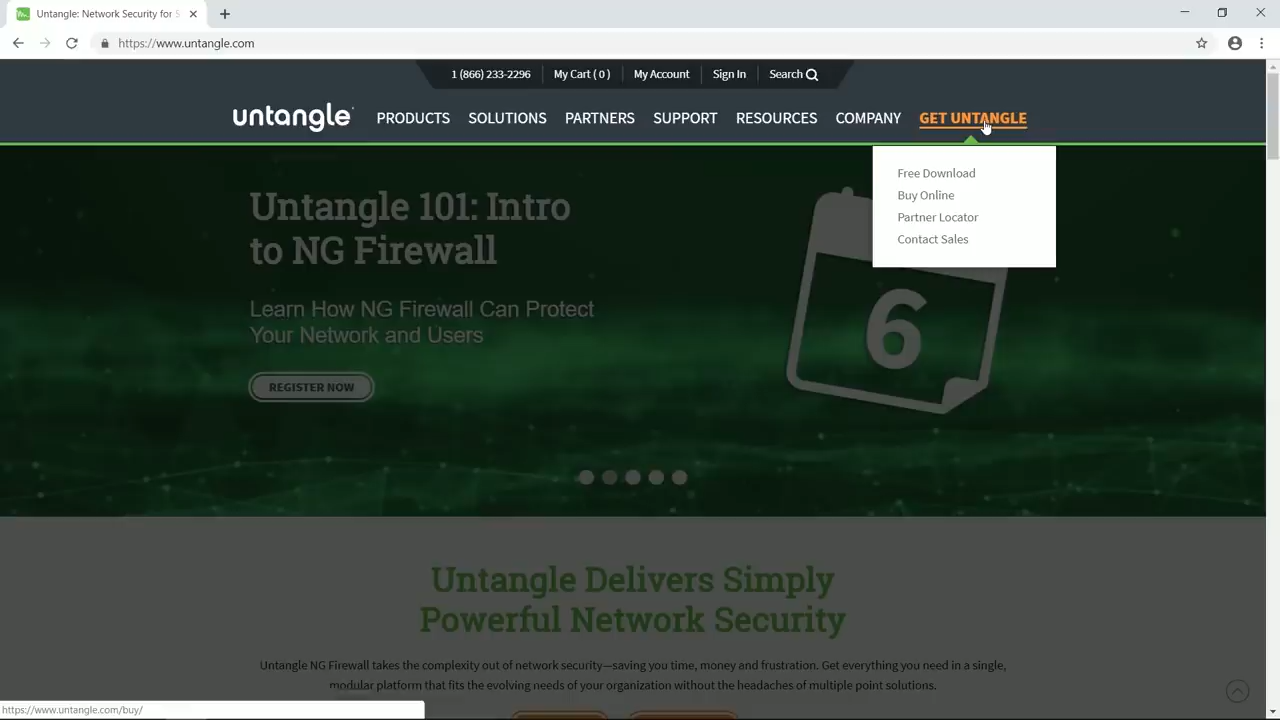 Untangle: Network Security for S
https://www.untangle.com
1 (866) 233-2296
My Cart ( 0 )
My Account
Sign In
Search
untangle
PRODUCTS
SOLUTIONS
PARTNERS
SUPPORT
RESOURCES
COMPANY
GET UNTANGLE
Free Download
Buy Online
Partner Locator
Contact Sales
Untangle 101: Intro
to NG Firewall
Learn How NG Firewall Can Protect
Your Network and Users
REGISTER NOW
6
Untangle Delivers Simply
Powerful Network Security
Untangle NG Firewall takes the complexity out of network security—saving you time, money and frustration. Get everything you need in a single,
modular platform that fits the evolving needs of your organization without the headaches of multiple point solutions.
https://www.untangle.com/buy/